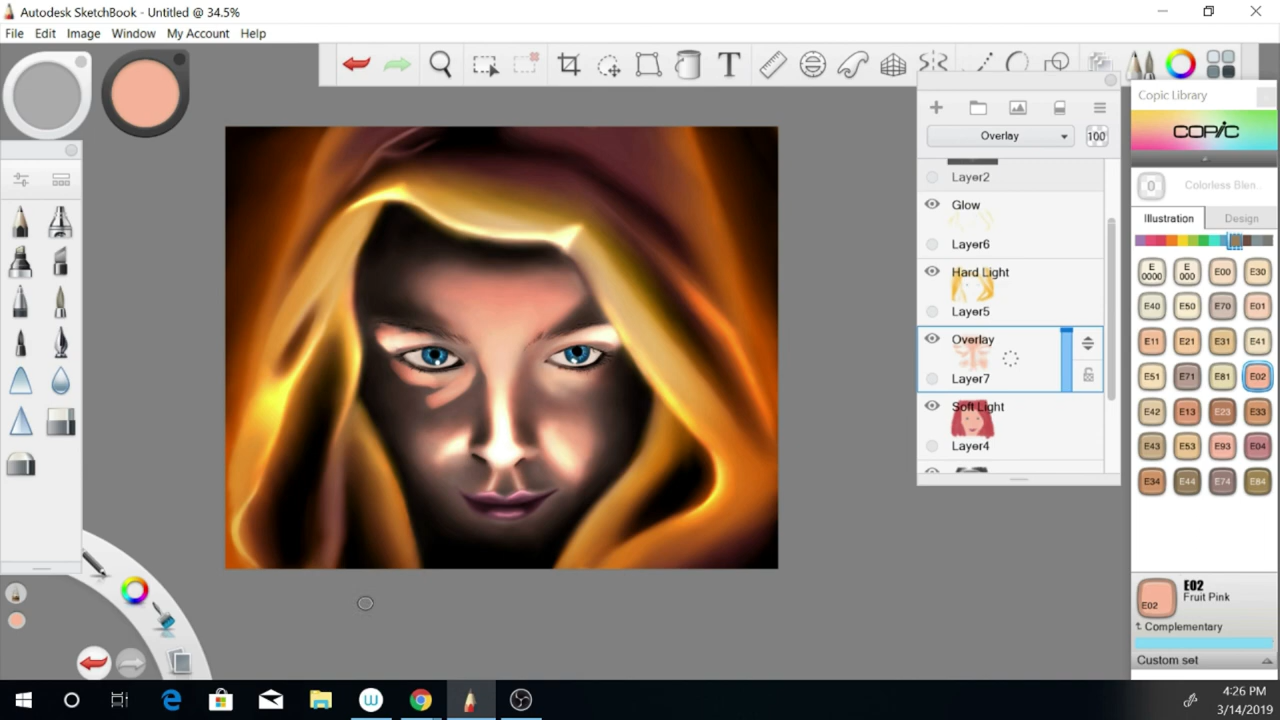 Autodesk SketchBook - Untitled @ 34.5%
File Edit Image Window My Account Help
T
Copic Library
COPIC
Overlay
100
0
Colorless Blen..
Illustration
Design
Layer2
Glow
Layer6
Hard Light
Layer5
Overlay
Layer7
Soft Light
Layer4
E 0000
E 000
E00
E30
E40
E50
E70
E01
E11
E21
E31
E41
E51
E71
E81
E02
E42
E13
E23
E33
E43
E53
E93
E04
E34
E44
E74
E84
E02
E02
Fruit Pink
Complementary
Custom set
4:26 PM
3/14/2019